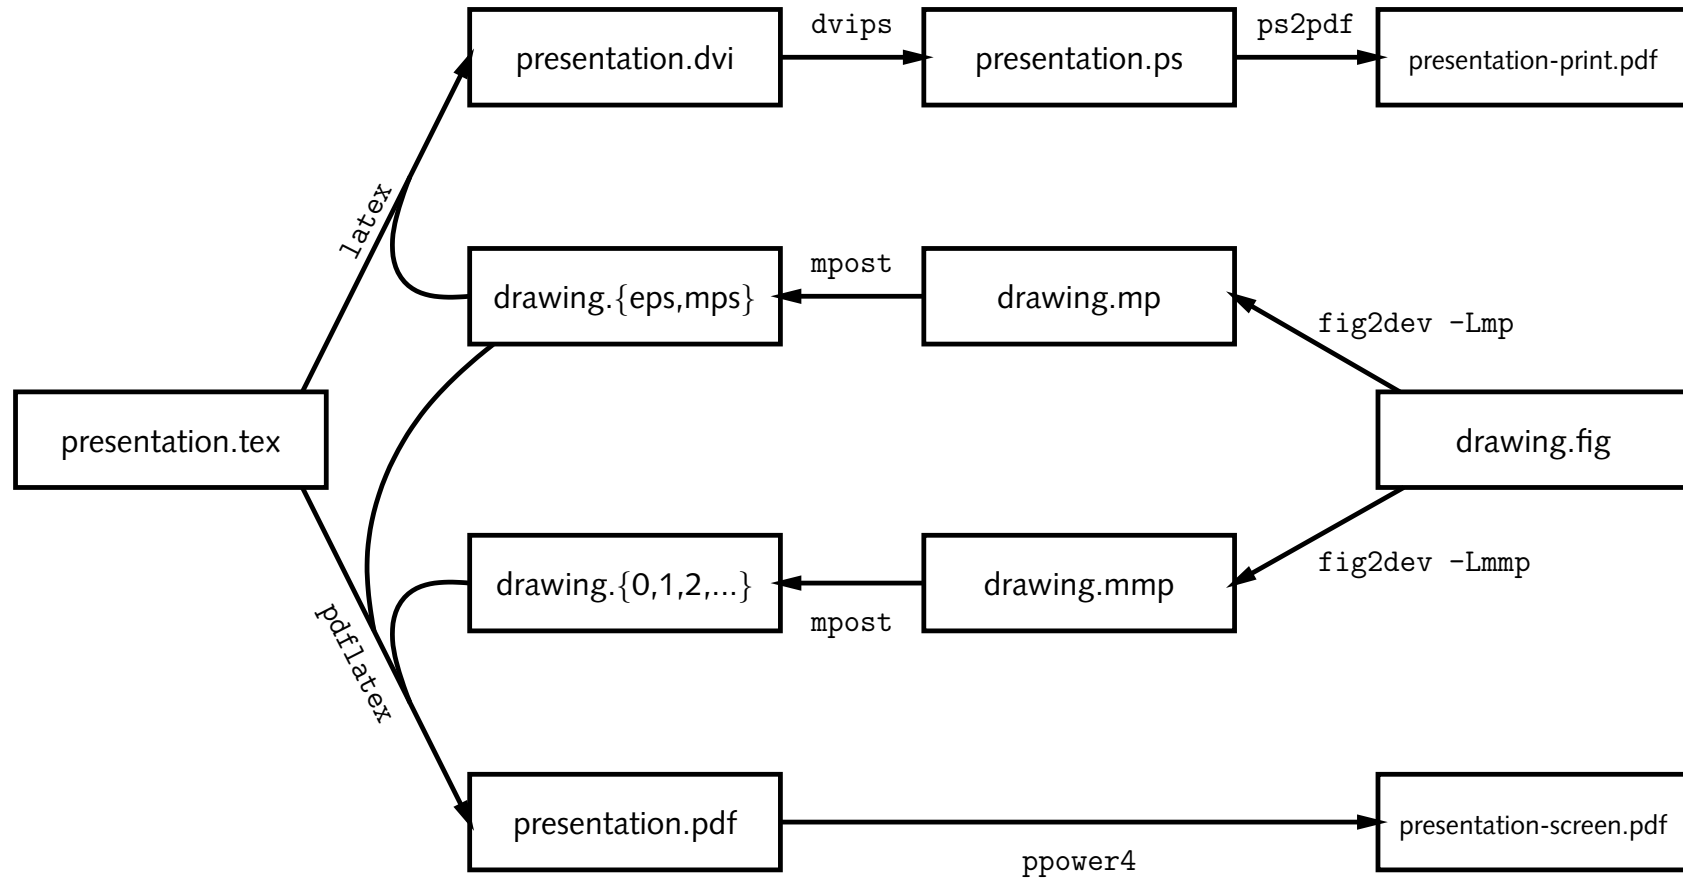 dvips
ps2pdf
presentation.dvi
presentation.ps
presentation-print.pdf
latex
mpost
drawing.{eps,mps}
drawing.mp
fig2dev -Lmp
presentation.tex
drawing.fig
fig2dev -Lmmp
drawing.{0,1,2,...}
drawing.mmp
mpost
pdflatex
presentation.pdf
presentation-screen.pdf
ppower4